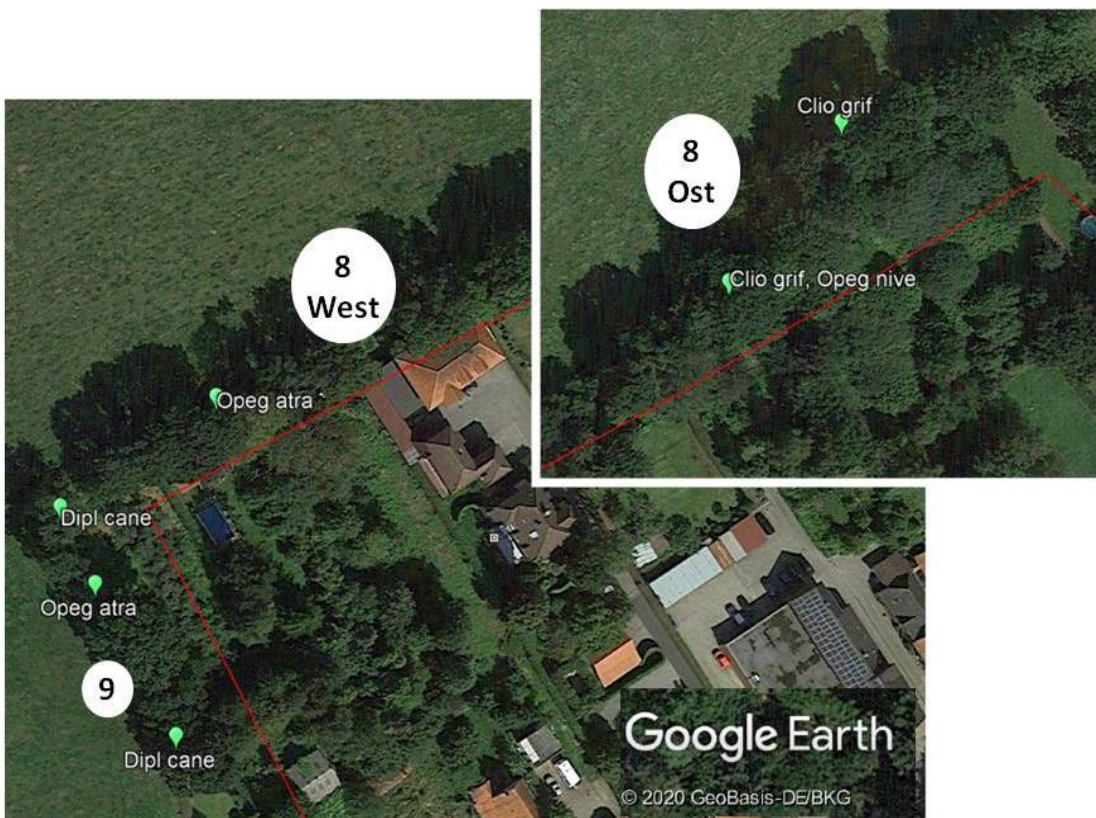 Clio grif
8
Ost
Clio grif, Opeg nive
8
West
Opeg atra
Dipl cane
Opeg atra
9
Dipl cane
Google Earth
© 2020 GeoBasis-DE/BKG